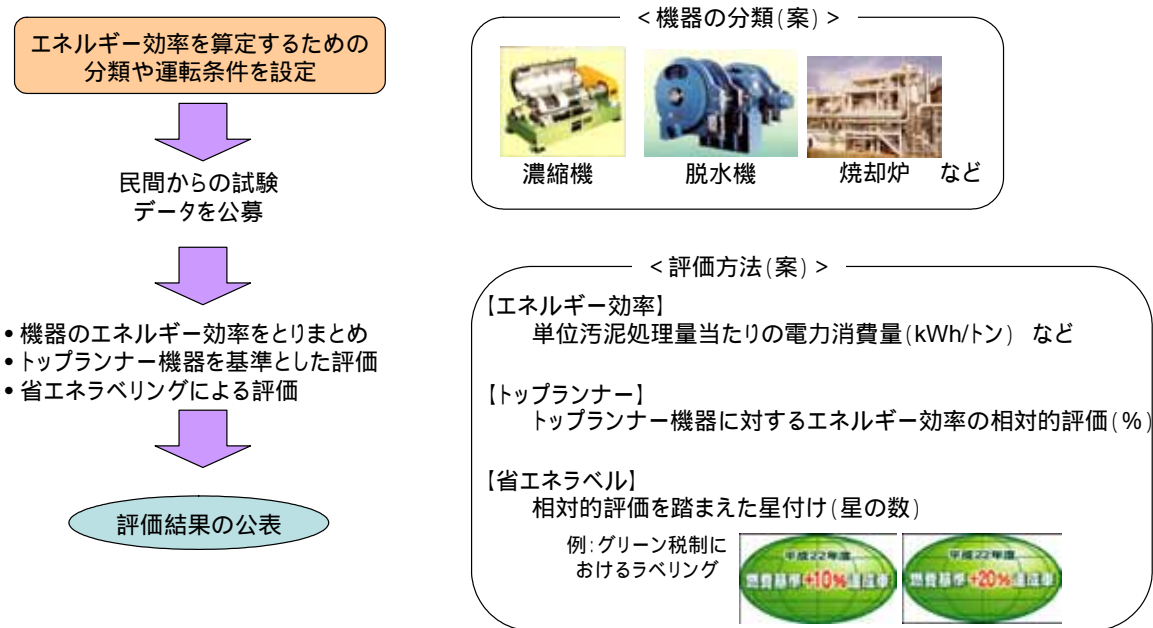 エネルギー効率を算定するための
分類や運転条件を設定
民間からの試験
データを公募
•機器のエネルギー効率をとりまとめ
•トップランナー機器を基準とした評価
•省エネラベリングによる評価
評価結果の公表
<機器の分類(案)>
濃縮機 脱水機 焼却炉 など
<評価方法(案)>
【エネルギー効率】
単位汚泥処理量当たりの電力消費量(kWh/トン) など
【トップランナー】
トップランナー機器に対するエネルギー効率の相対的評価(%)
【省エネラベル】
相対的評価を踏まえた星付け(星の数)
例:グリーン税制に
おけるラベリング
平成22年度
燃費基準+10%達成車
平成22年度
燃費基準+20%達成車